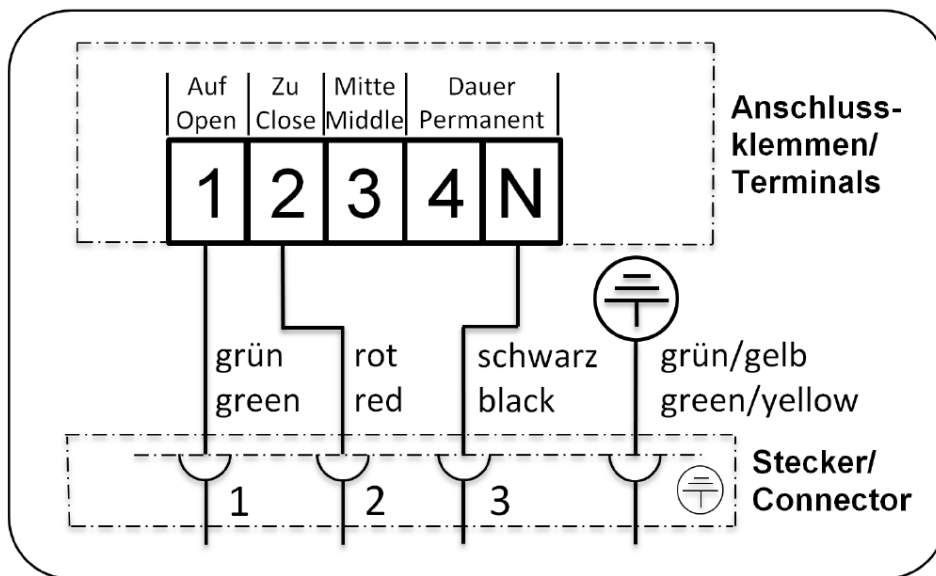 Auf Zu Mitte Dauer
Open Close Middle Permanent
1 2 3 4 N
Anschluss-
klemmen/
Terminals
grün rot schwarz grün/gelb
green red black green/yellow
1 2 3
Stecker/
Connector